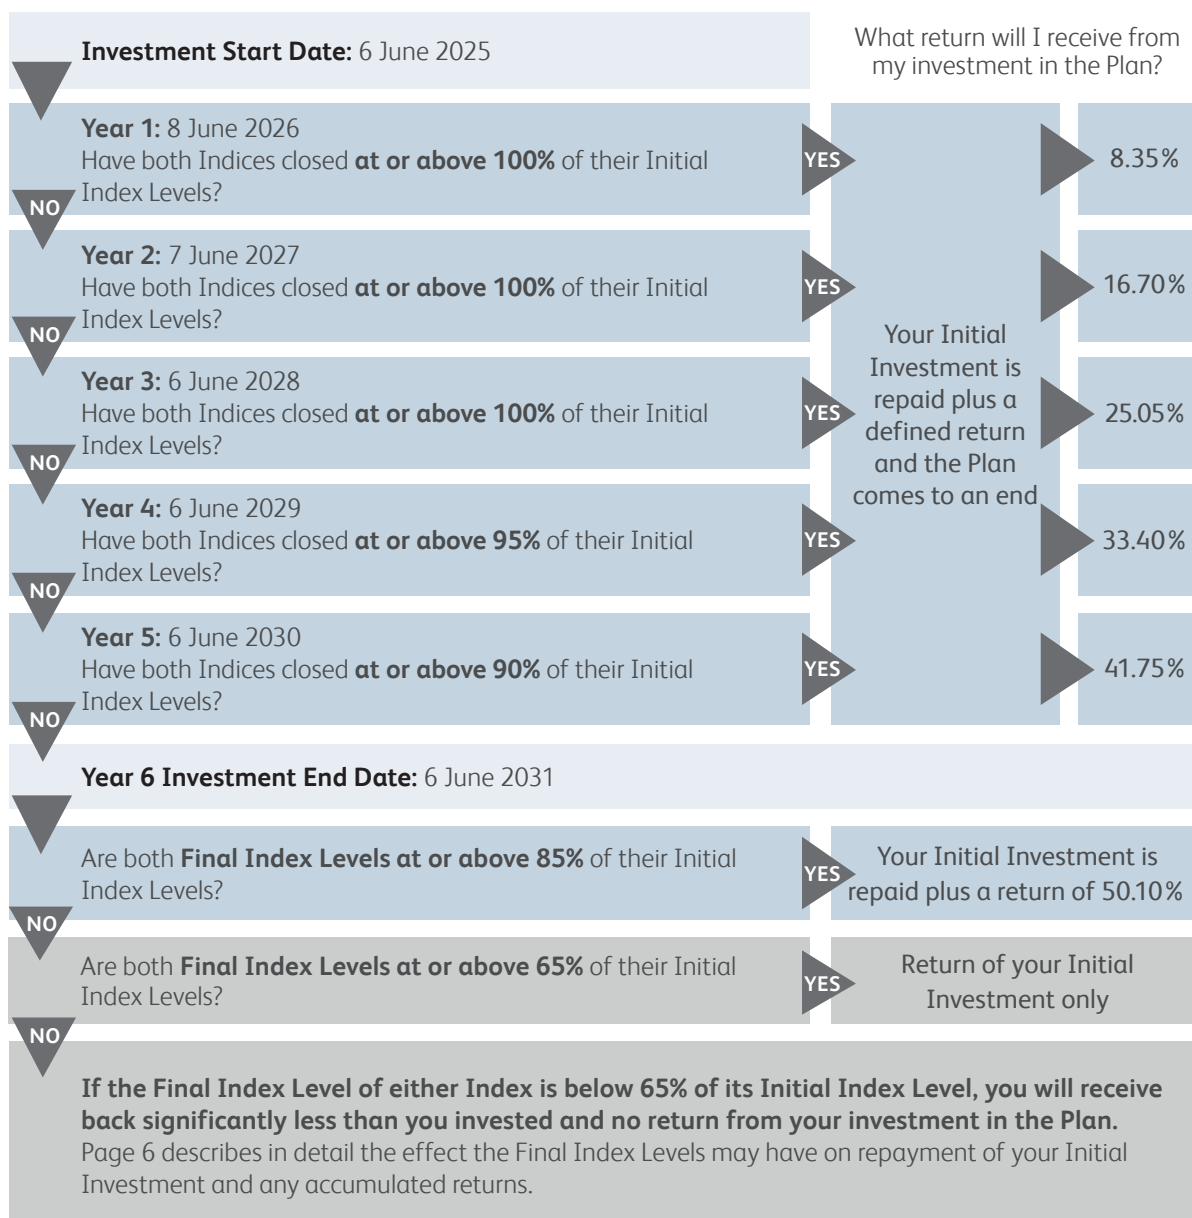 Investment Start Date: 6 June 2025
What return will I receive from
my investment in the Plan?
Year 1: 8 June 2026
Have both Indices closed at or above 100% of their Initial
Index Levels?
YES
8.35%
NO
Year 2: 7 June 2027
Have both Indices closed at or above 100% of their Initial
Index Levels?
YES
16.70%
NO
Year 3: 6 June 2028
Have both Indices closed at or above 100% of their Initial
Index Levels?
YES
Your Initial
Investment is
repaid plus a
defined return
and the Plan
comes to an end
25.05%
NO
Year 4: 6 June 2029
Have both Indices closed at or above 95% of their Initial
Index Levels?
YES
33.40%
NO
Year 5: 6 June 2030
Have both Indices closed at or above 90% of their Initial
Index Levels?
YES
41.75%
NO
Year 6 Investment End Date: 6 June 2031
Are both Final Index Levels at or above 85% of their Initial
Index Levels?
YES
Your Initial Investment is
repaid plus a return of 50.10%
NO
Are both Final Index Levels at or above 65% of their Initial
Index Levels?
YES
Return of your Initial
Investment only
NO
If the Final Index Level of either Index is below 65% of its Initial Index Level, you will receive
back significantly less than you invested and no return from your investment in the Plan.
Page 6 describes in detail the effect the Final Index Levels may have on repayment of your Initial
Investment and any accumulated returns.